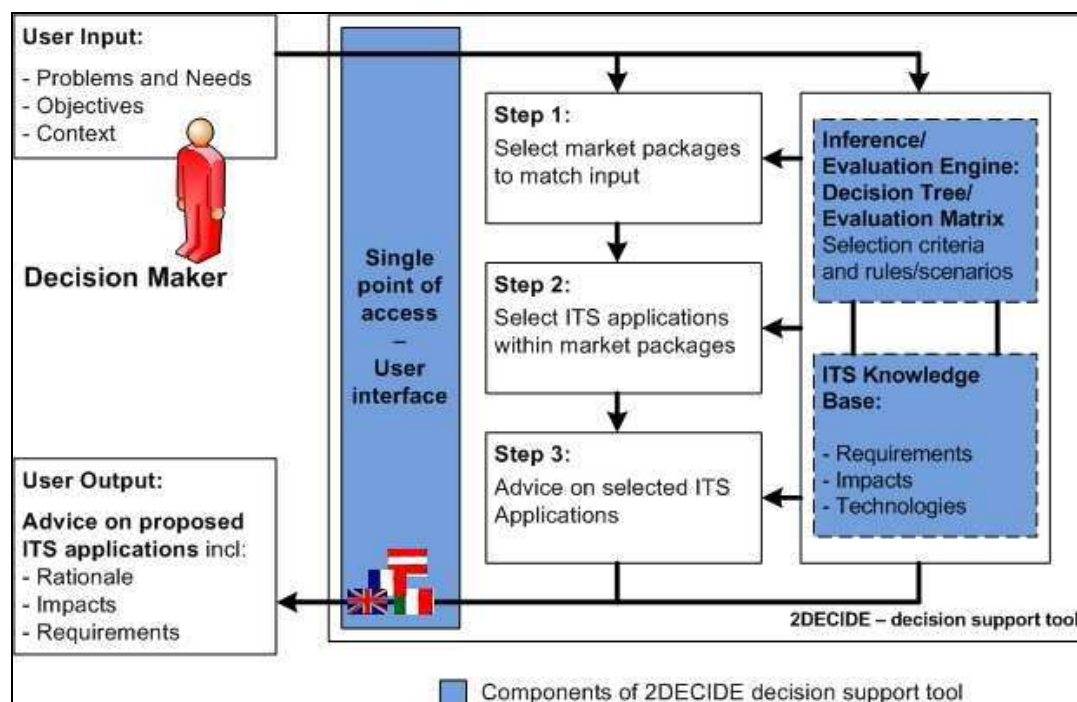 User Input:
- Problems and Needs
- Objectives
- Context
Decision Maker
Single
point of
access
–
User
interface
Step 1:
Select market packages
to match input
Step 2:
Select ITS applications
within market packages
Step 3:
Advice on selected ITS
Applications
Inference/
Evaluation Engine:
Decision Tree/
Evaluation Matrix
Selection criteria
and rules/scenarios
ITS Knowledge
Base:
- Requirements
- Impacts
- Technologies
User Output:
Advice on proposed
ITS applications incl:
- Rationale
- Impacts
- Requirements
2DECIDE – decision support tool
Components of 2DECIDE decision support tool